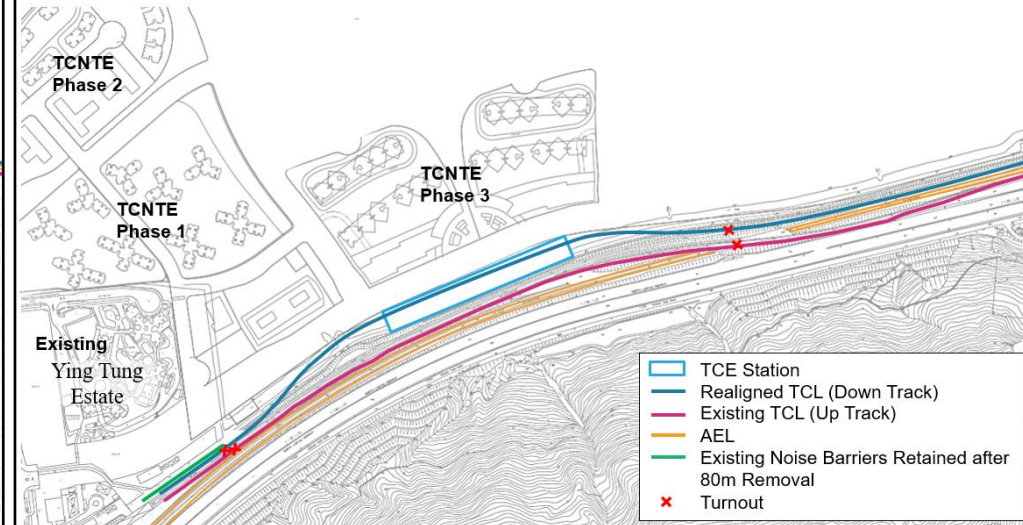 TCNTE
Phase 2
TCNTE
Phase 1
TCNTE
Phase 3
Existing
Ying Tung
Estate
TCE Station
Realigned TCL (Down Track)
Existing TCL (Up Track)
AEL
Existing Noise Barriers Retained after
80m Removal
Turnout